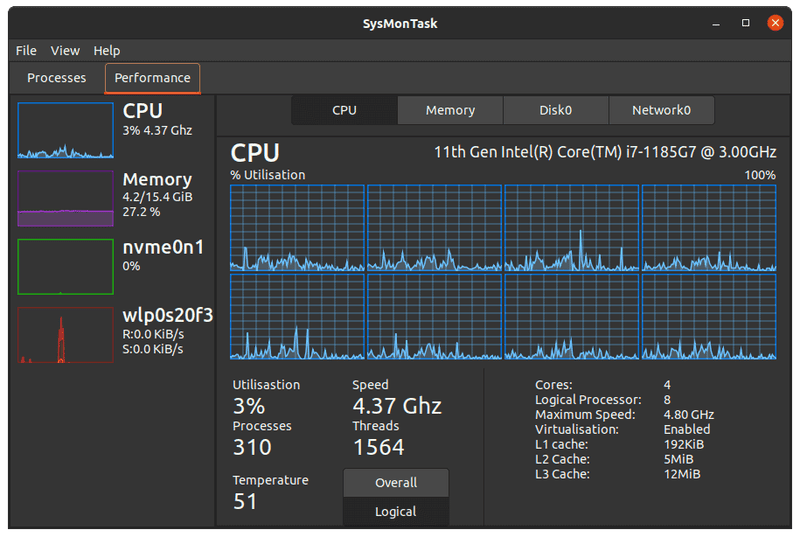 SysMonTask
File View Help
Processes Performance
CPU
3% 4.37 Ghz
Memory
4.2/15.4 GiB
27.2 %
nvme0n1
0%
wlp0s20f3
R:0.0 KiB/s
S:0.0 KiB/s
CPU Memory Disk0 Network0
CPU 11th Gen Intel(R) Core(TM) i7-1185G7 @ 3.00GHz
% Utilisation 100%
Utilisastion Speed
3% 4.37 Ghz
Processes Threads
310 1564
Temperature
51
Overall
Logical
Cores: 4
Logical Processor: 8
Maximum Speed: 4.80 GHz
Virtualisation: Enabled
L1 cache: 192KiB
L2 Cache: 5MiB
L3 Cache: 12MiB